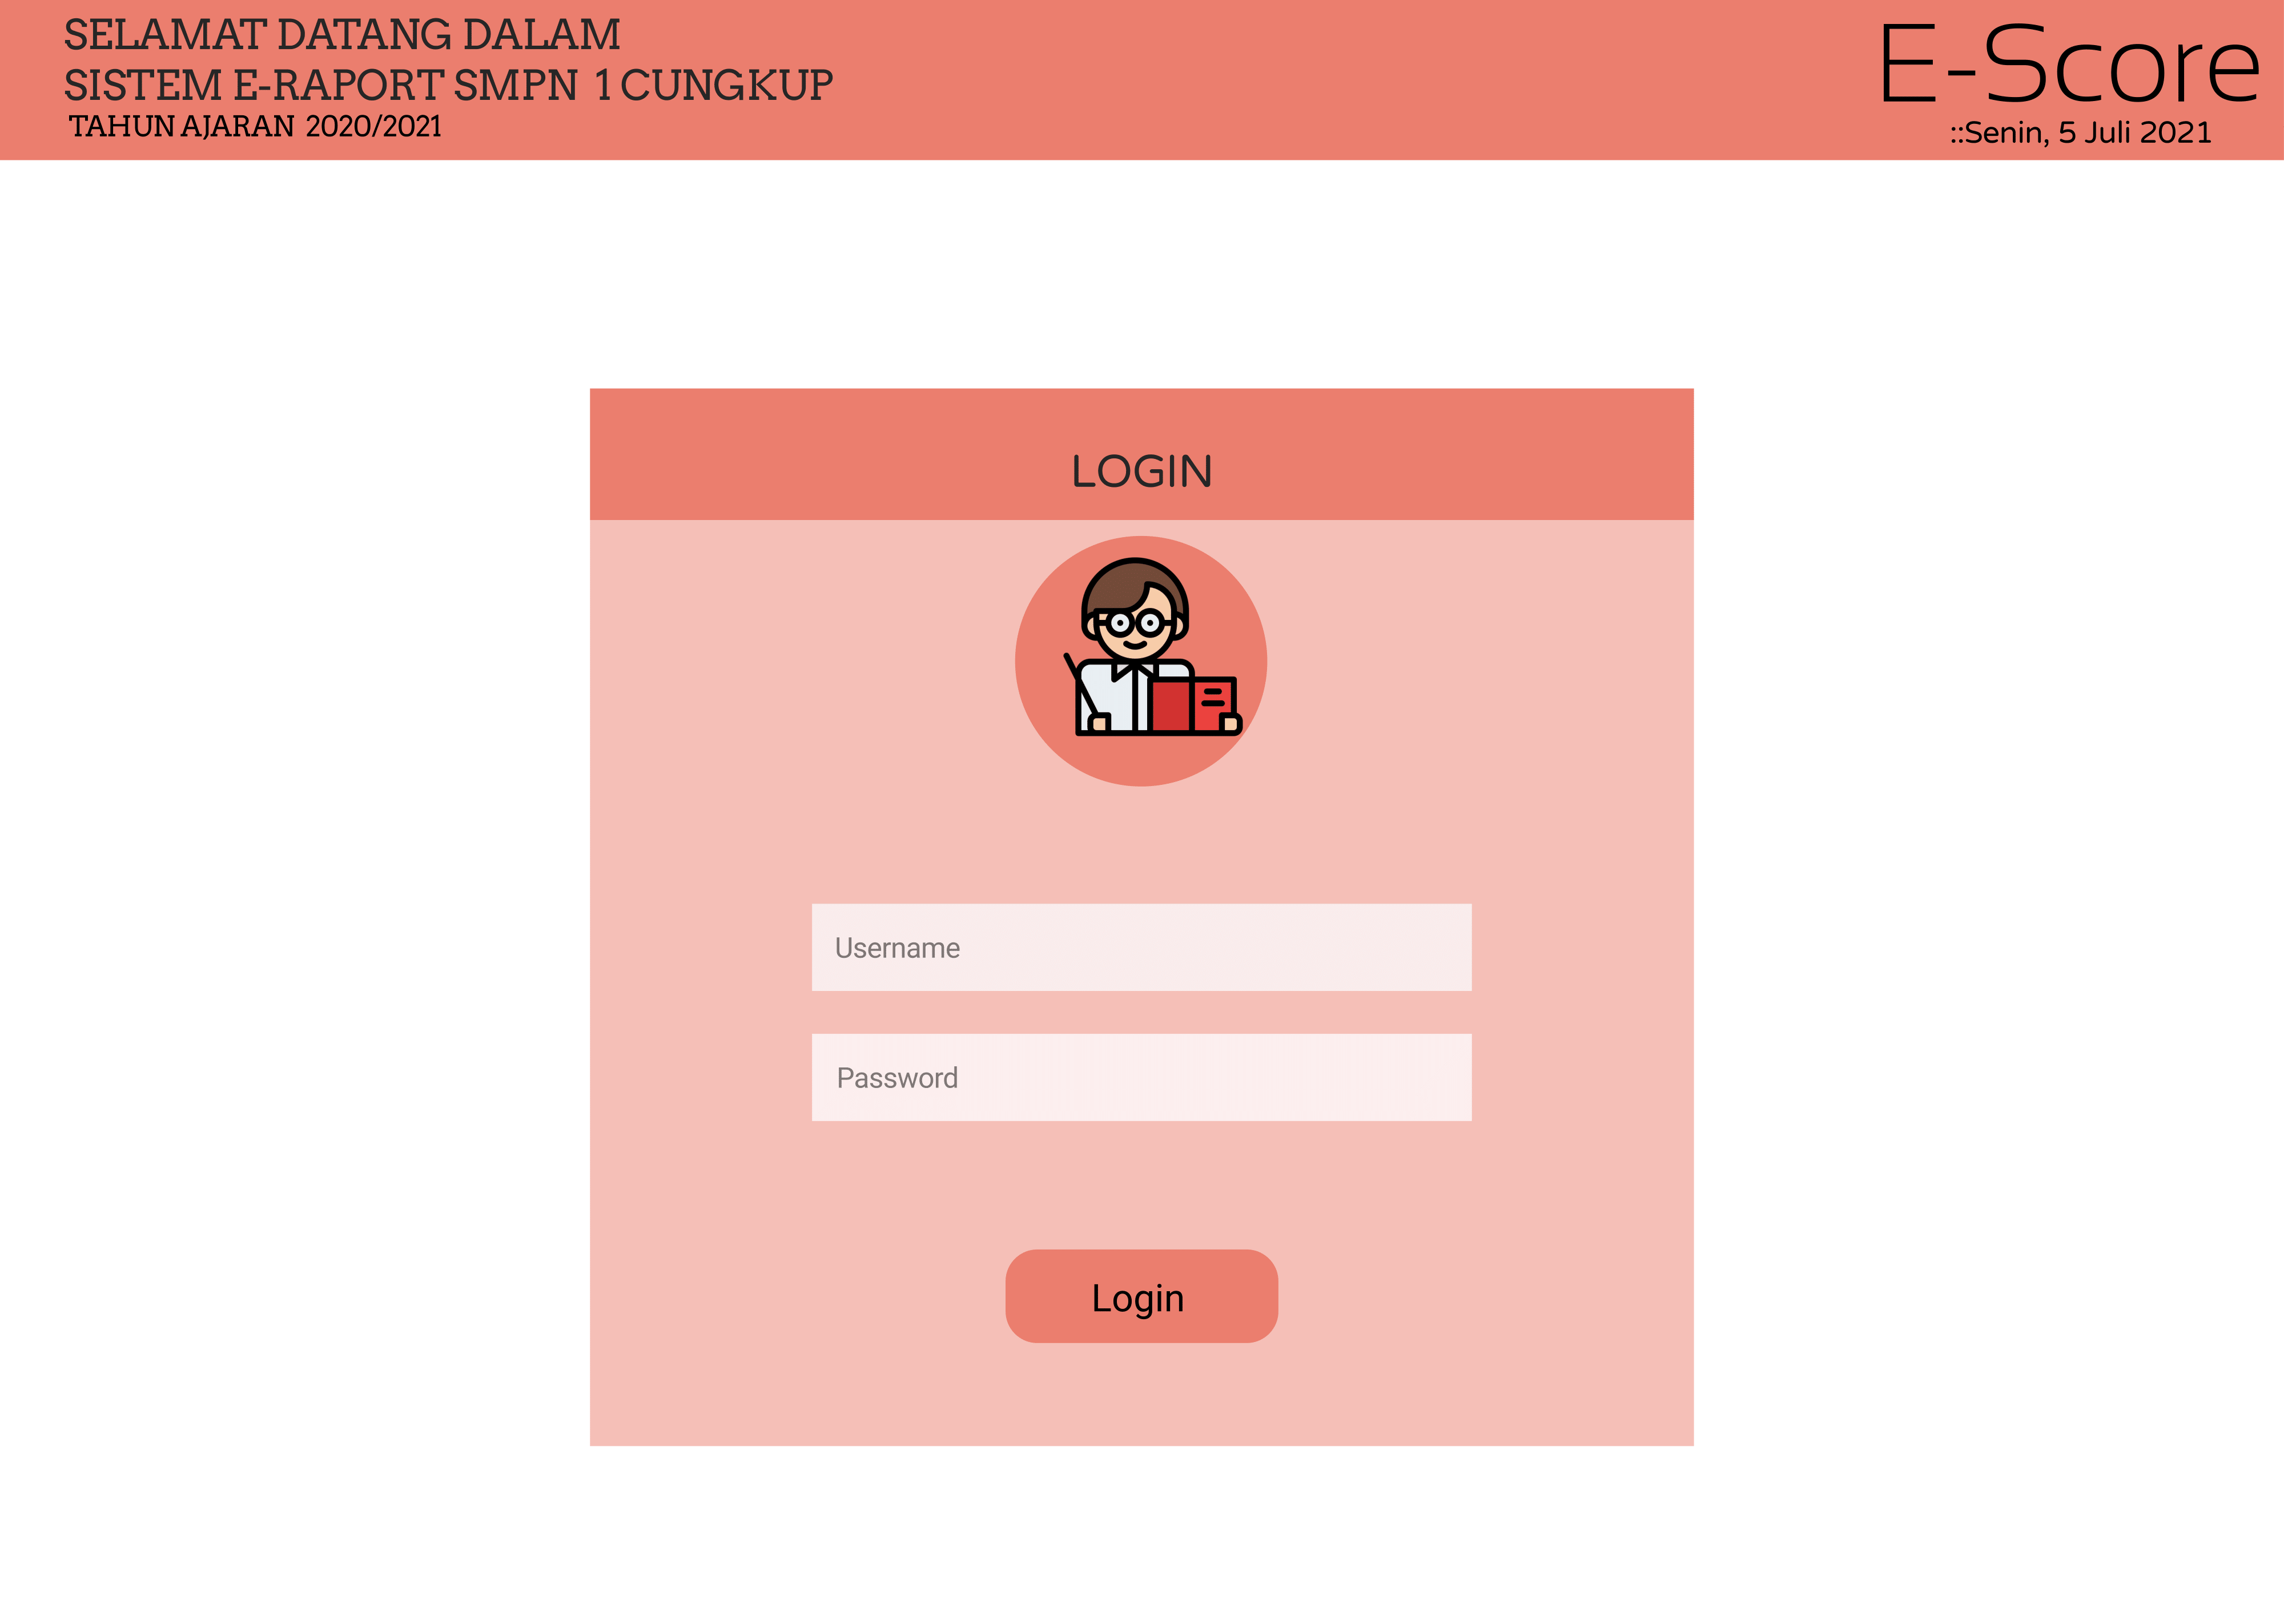 SELAMAT DATANG DALAM
SISTEM E-RAPORT SMPN 1 CUNGKUP
TAHUN AJARAN 2020/2021
E-Score
::Senin, 5 Juli 2021
LOGIN
Username
Password
Login